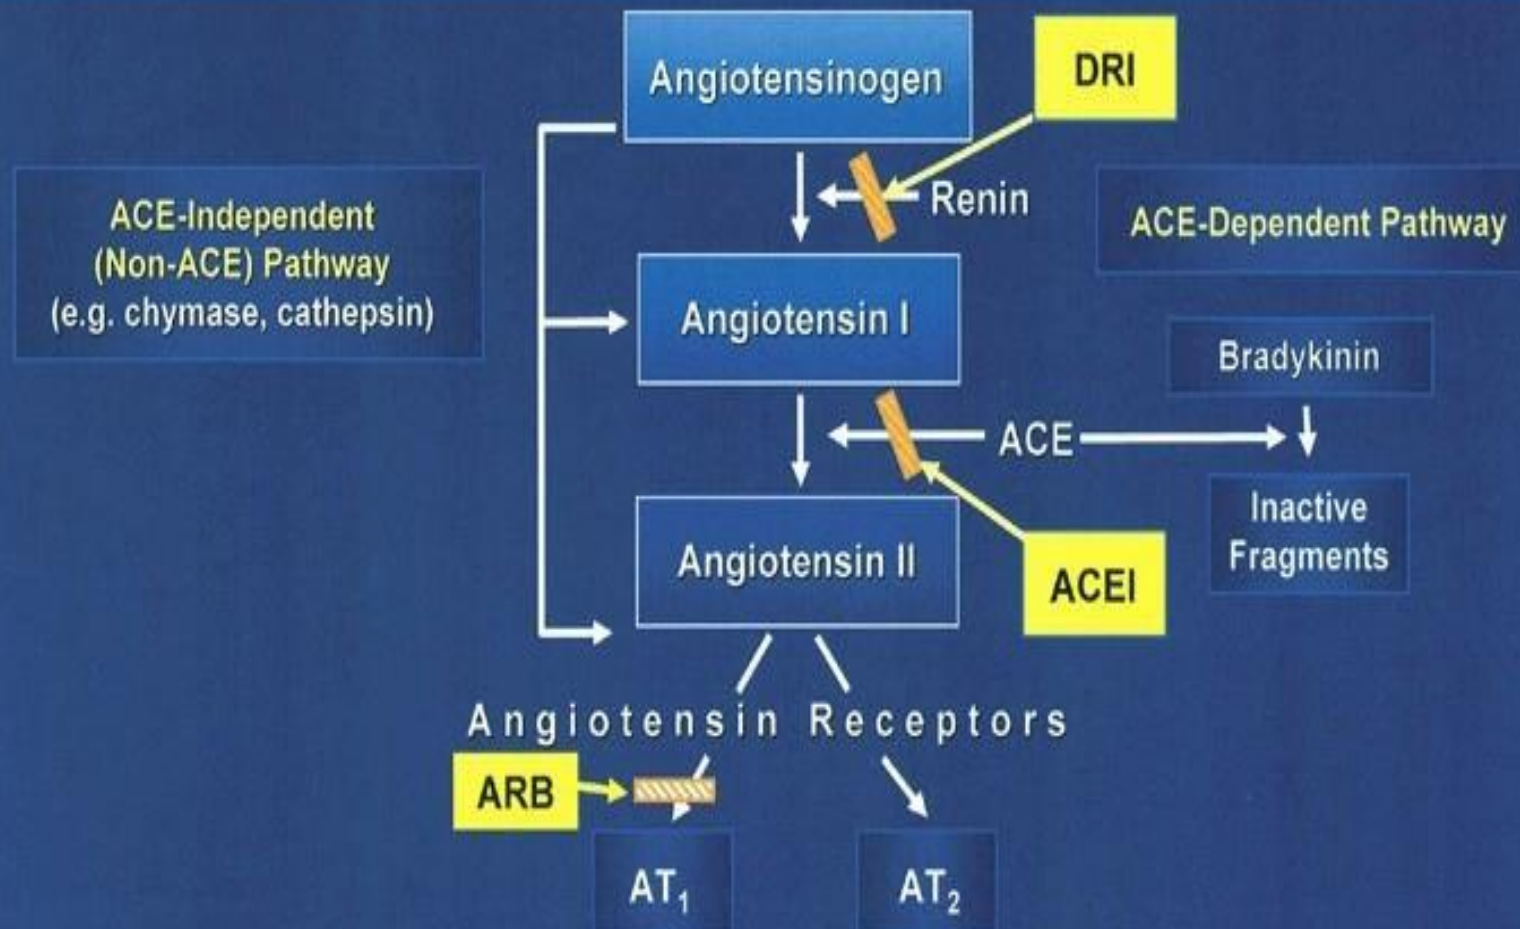 Angiotensinogen
DRI
Renin
ACE-Independent
(Non-ACE) Pathway
(e.g. chymase, cathepsin)
ACE-Dependent Pathway
Angiotensin I
Bradykinin
ACE
Inactive
Fragments
Angiotensin II
ACEI
Angiotensin Receptors
ARB
AT₁
AT₂